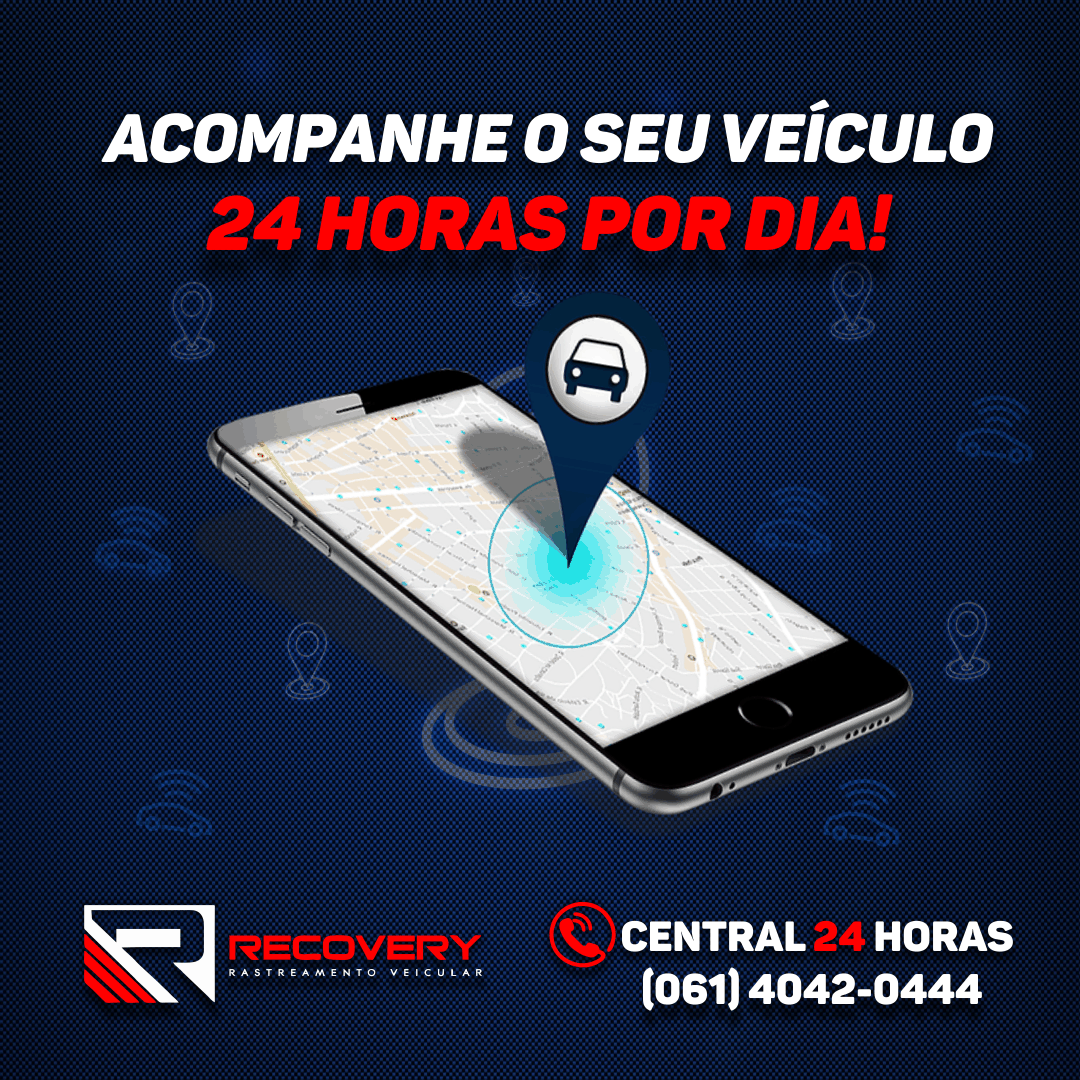 ACOMPANHE O SEU VEÍCULO
24 HORAS POR DIA!
RECOVERY
RASTREAMENTO VEICULAR
CENTRAL 24 HORAS
(061) 4042-0444